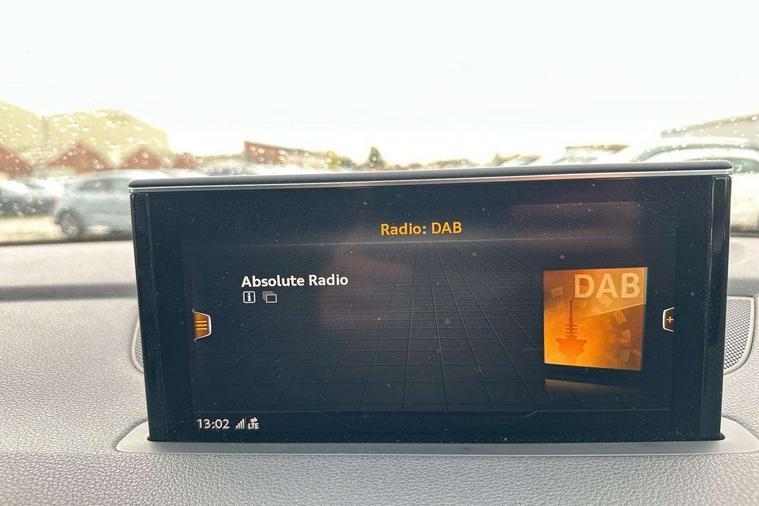 Radio: DAB
Absolute Radio
DAB
13:02 LTE